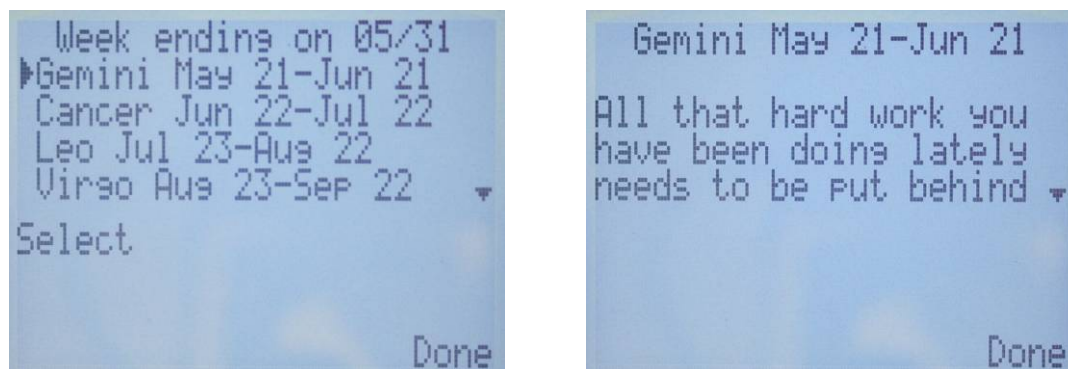 Week ending on 05/31
Gemini May 21-Jun 21
Cancer Jun 22-Jul 22
Leo Jul 23-Aug 22
Virgo Aug 23-Sep 22
Select
Done
Gemini May 21-Jun 21
All that hard work you
have been doing lately
needs to be put behind
Done